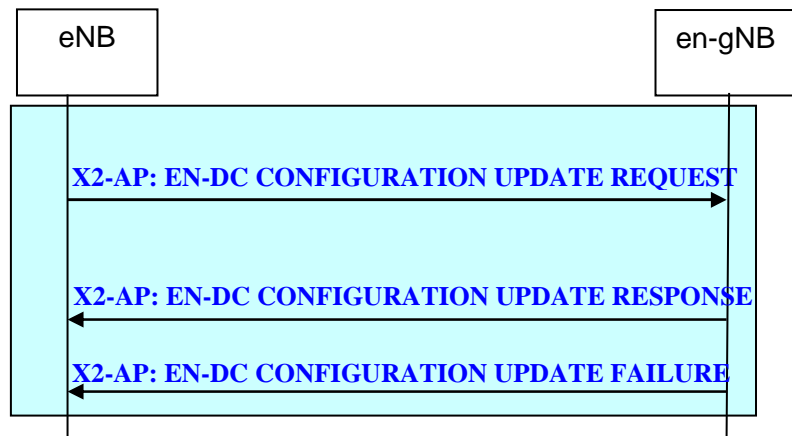 eNB
en-gNB
X2-AP: EN-DC CONFIGURATION UPDATE REQUEST
X2-AP: EN-DC CONFIGURATION UPDATE RESPONSE
X2-AP: EN-DC CONFIGURATION UPDATE FAILURE